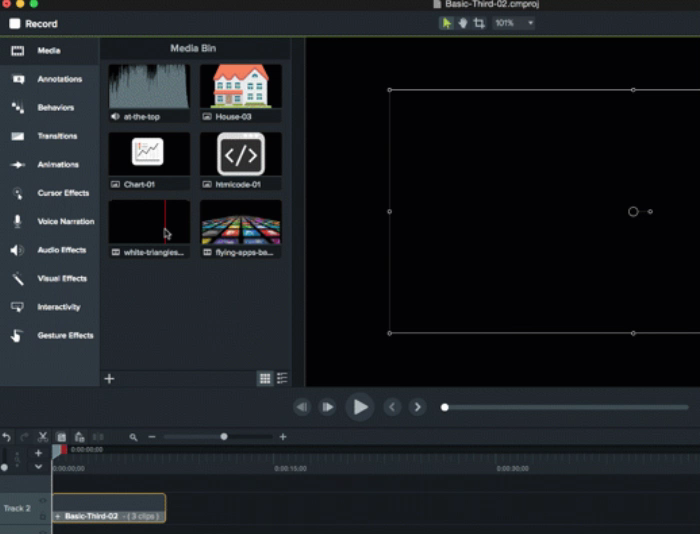 Basic-Third-02.cmproj
Record
101%
Media
Annotations
Behaviors
Transitions
Animations
Cursor Effects
Voice Narration
Audio Effects
Visual Effects
Interactivity
Gesture Effects
Media Bin
at-the-top
House-03
Chart-01
htmlcode-01
white-triangles...
flying-apps-be...
0:00:00;00
0:00:00;00
0:00:15;00
0:00:30;00
Track 2
+ Basic-Third-02 - ( 3 clips )